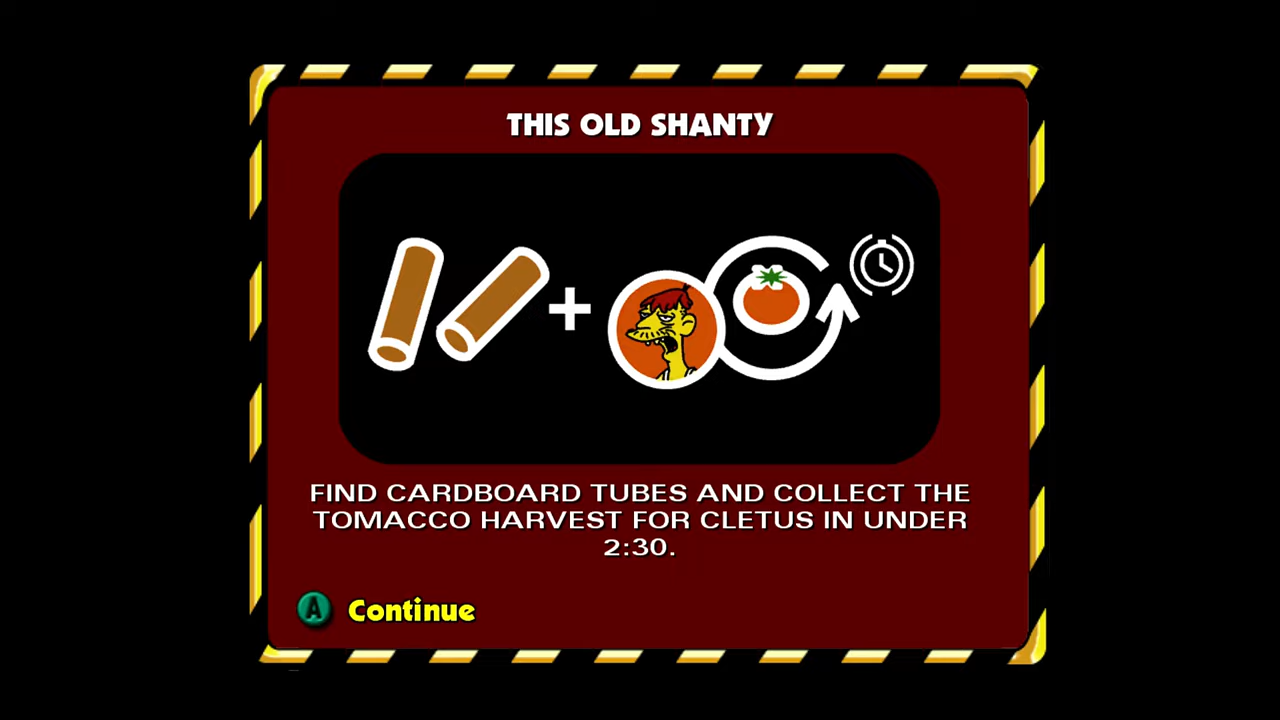 THIS OLD SHANTY
FIND CARDBOARD TUBES AND COLLECT THE
TOMACCO HARVEST FOR CLETUS IN UNDER
2:30.
A Continue